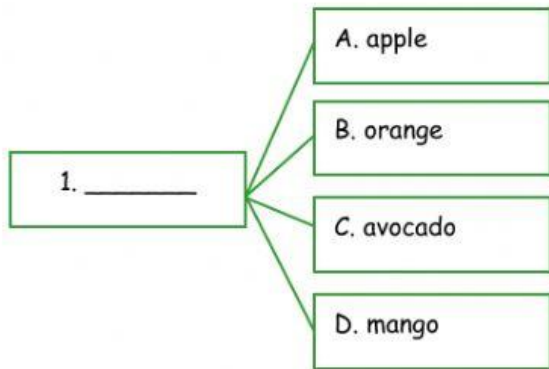 A. apple
B. orange
1. ________
C. avocado
D. mango